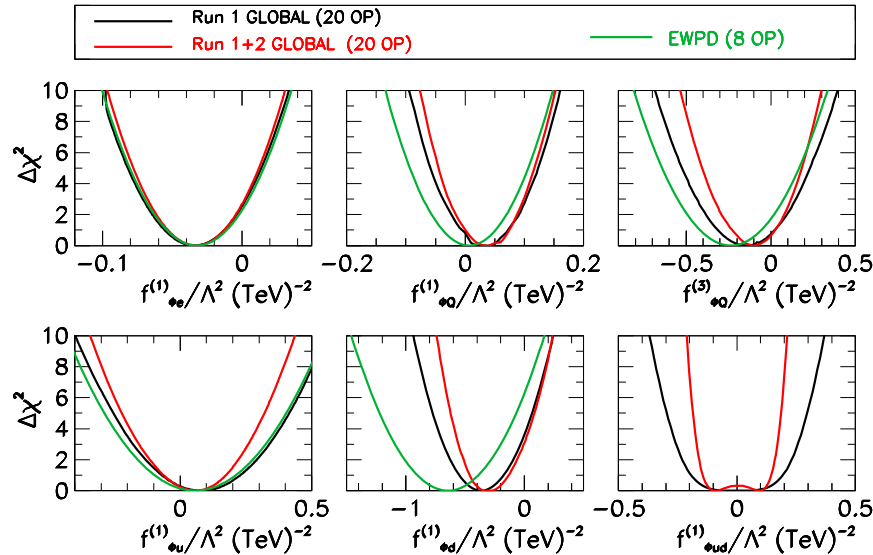 Run 1 GLOBAL (20 OP)
Run 1+2 GLOBAL (20 OP)
EWPD (8 OP)
Δχ²
10
8
6
4
2
0
−0.1 0
−0.2 0 0.2
−0.5 0 0.5
f⁽¹⁾_Φe/Λ² (TeV)⁻²
f⁽¹⁾_ΦQ/Λ² (TeV)⁻²
f⁽³⁾_ΦQ/Λ² (TeV)⁻²
Δχ²
10
8
6
4
2
0
0 0.5
−1 0
−0.5 0 0.5
f⁽¹⁾_Φu/Λ² (TeV)⁻²
f⁽¹⁾_Φd/Λ² (TeV)⁻²
f⁽¹⁾_Φud/Λ² (TeV)⁻²